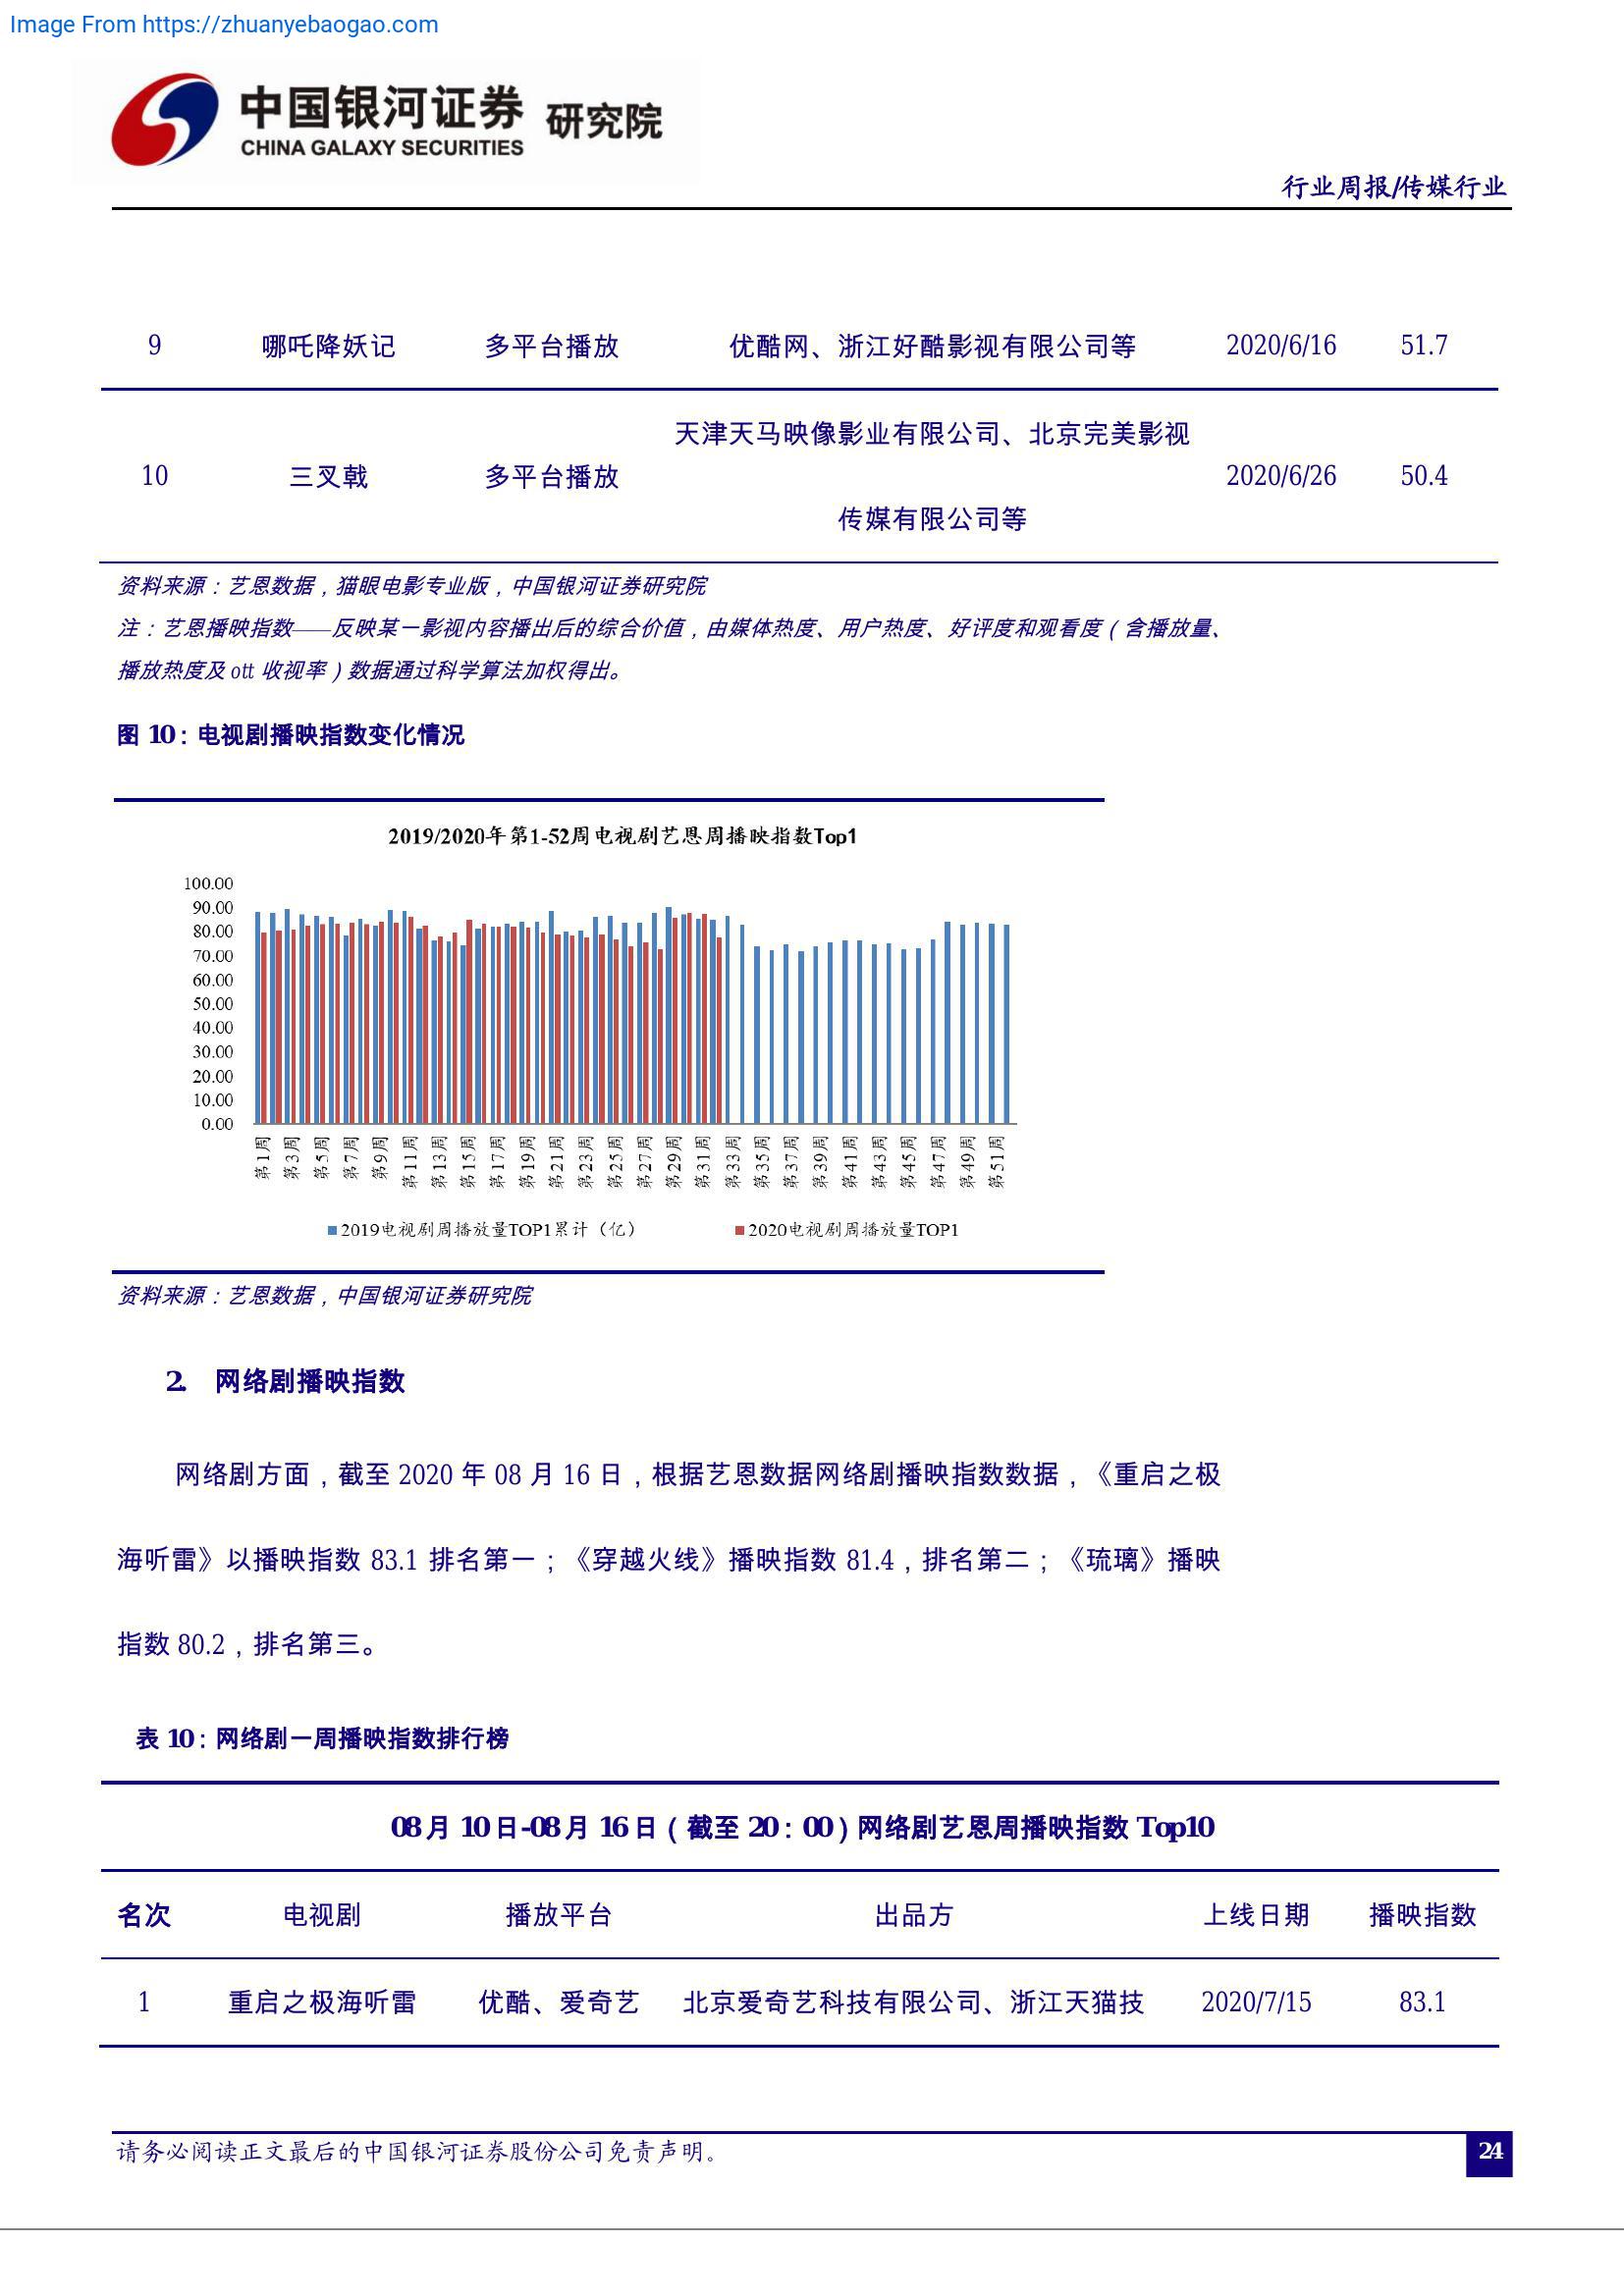 Image From https://zhuanyebaogao.com
中国银河证券 研究院
CHINA GALAXY SECURITIES
行业周报/传媒行业
9 哪吒降妖记 多平台播放 优酷网、浙江好酷影视有限公司等 2020/6/16 51.7
天津天马映像影业有限公司、北京完美影视
10 三叉戟 多平台播放 2020/6/26 50.4
传媒有限公司等
资料来源：艺恩数据，猫眼电影专业版，中国银河证券研究院
注：艺恩播映指数——反映某一影视内容播出后的综合价值，由媒体热度、用户热度、好评度和观看度（含播放量、
播放热度及 ott 收视率）数据通过科学算法加权得出。
图 10：电视剧播映指数变化情况
2019/2020年第1-52周电视剧艺恩周播映指数Top1
100.00
90.00
80.00
70.00
60.00
50.00
40.00
30.00
20.00
10.00
0.00
第1周 第3周 第5周 第7周 第9周 第11周 第13周 第15周 第17周 第19周 第21周 第23周 第25周 第27周 第29周 第31周 第33周 第35周 第37周 第39周 第41周 第43周 第45周 第47周 第49周 第51周
2019电视剧周播放量TOP1累计（亿） 2020电视剧周播放量TOP1
资料来源：艺恩数据，中国银河证券研究院
2. 网络剧播映指数
网络剧方面，截至 2020 年 08 月 16 日，根据艺恩数据网络剧播映指数数据，《重启之极
海听雷》以播映指数 83.1 排名第一；《穿越火线》播映指数 81.4，排名第二；《琉璃》播映
指数 80.2，排名第三。
表 10：网络剧一周播映指数排行榜
08 月 10 日-08 月 16 日（截至 20：00）网络剧艺恩周播映指数 Top10
名次 电视剧 播放平台 出品方 上线日期 播映指数
1 重启之极海听雷 优酷、爱奇艺 北京爱奇艺科技有限公司、浙江天猫技 2020/7/15 83.1
请务必阅读正文最后的中国银河证券股份公司免责声明。
24